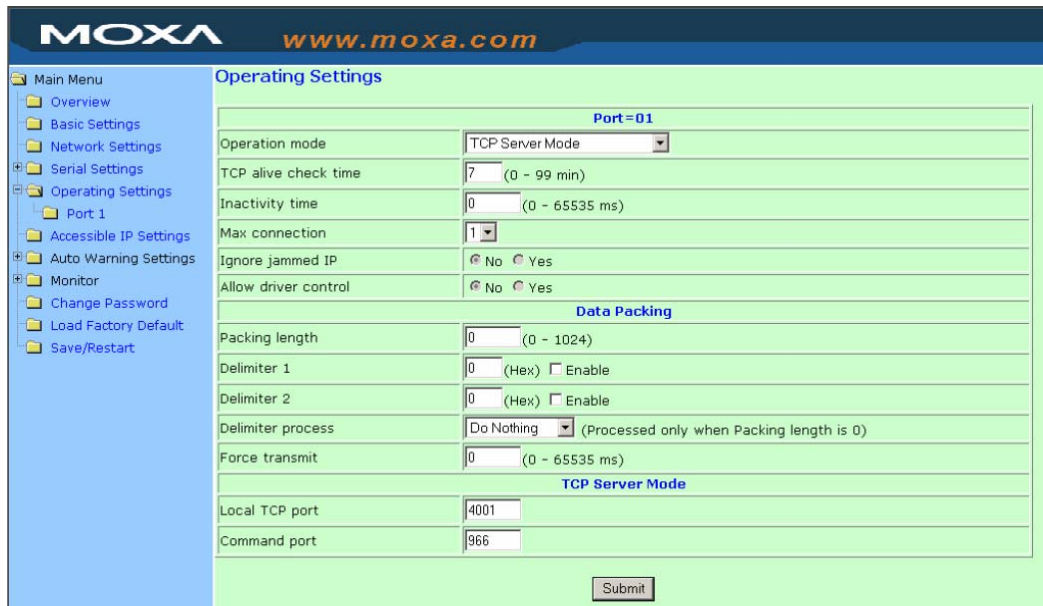 MOXA www.moxa.com
Main Menu
Overview
Basic Settings
Network Settings
Serial Settings
Operating Settings
Port 1
Accessible IP Settings
Auto Warning Settings
Monitor
Change Password
Load Factory Default
Save/Restart
Operating Settings
Port=01
Operation mode TCP Server Mode
TCP alive check time 7 (0 - 99 min)
Inactivity time 0 (0 - 65535 ms)
Max connection 1
Ignore jammed IP No Yes
Allow driver control No Yes
Data Packing
Packing length 0 (0 - 1024)
Delimiter 1 0 (Hex) Enable
Delimiter 2 0 (Hex) Enable
Delimiter process Do Nothing (Processed only when Packing length is 0)
Force transmit 0 (0 - 65535 ms)
TCP Server Mode
Local TCP port 4001
Command port 966
Submit